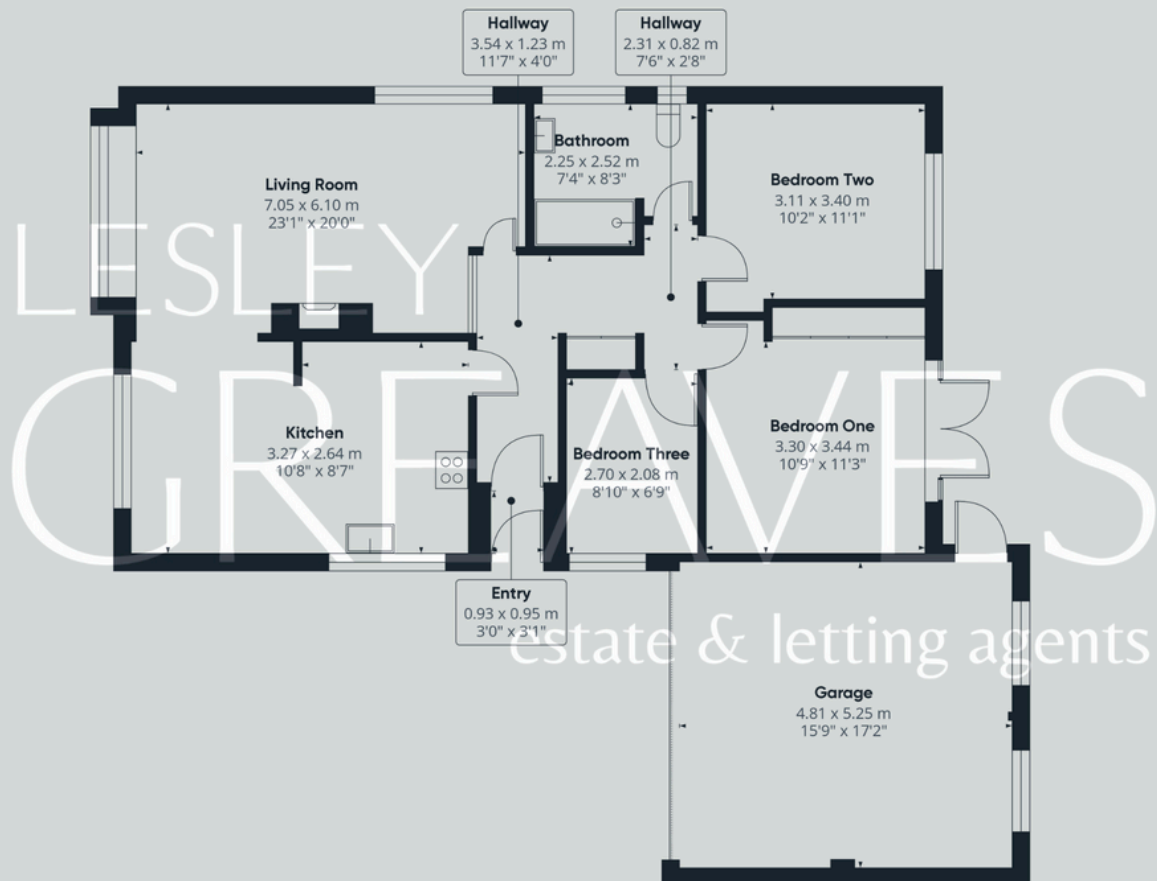 Hallway
3.54 x 1.23 m
11'7" x 4'0"
Hallway
2.31 x 0.82 m
7'6" x 2'8"
Living Room
7.05 x 6.10 m
23'1" x 20'0"
Bathroom
2.25 x 2.52 m
7'4" x 8'3"
Bedroom Two
3.11 x 3.40 m
10'2" x 11'1"
LESLEY
GREAVES
estate & letting agents
Kitchen
3.27 x 2.64 m
10'8" x 8'7"
Bedroom Three
2.70 x 2.08 m
8'10" x 6'9"
Bedroom One
3.30 x 3.44 m
10'9" x 11'3"
Entry
0.93 x 0.95 m
3'0" x 3'1"
Garage
4.81 x 5.25 m
15'9" x 17'2"